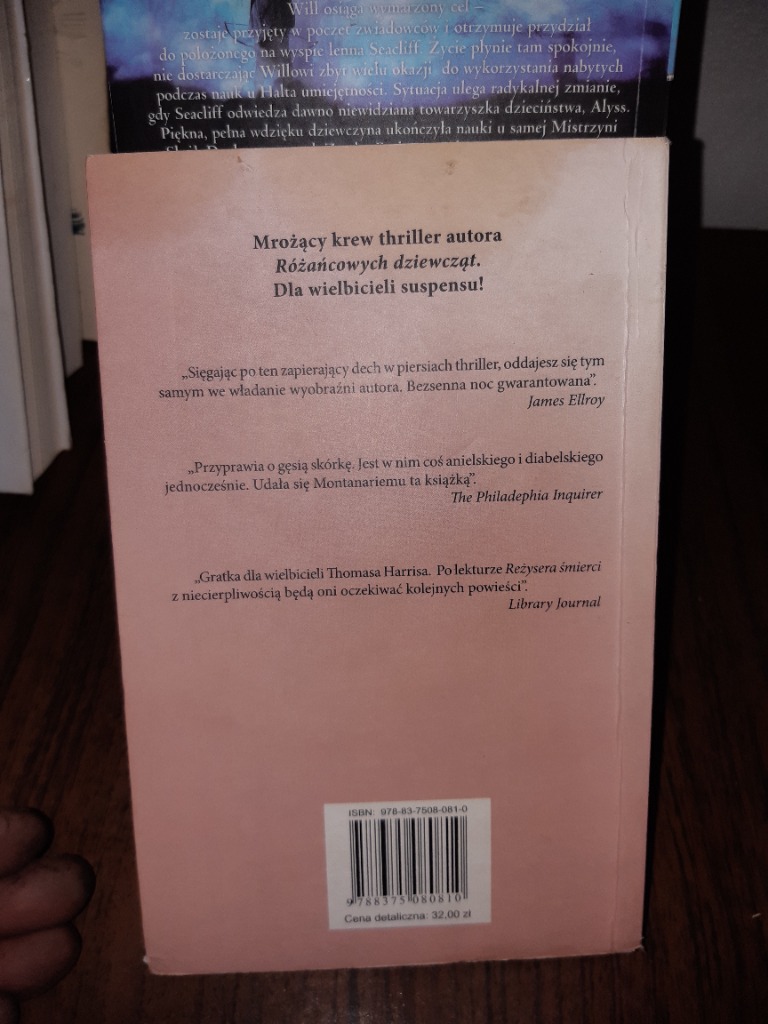 Will osiąga wymarzony cel –
zostaje przyjęty w poczet zwiadowców i otrzymuje przydział
do położonego na wyspie lenna Seacliff. Życie płynie tam spokojnie,
nie dostarczając Willowi zbyt wielu okazji do wykorzystania nabytych
podczas nauk u Halta umiejętności. Sytuacja ulega radykalnej zmianie,
gdy Seacliff odwiedza dawno niewidziana towarzyszka dzieciństwa, Alyss.
Piękna, pełna wdzięku dziewczyna ukończyła nauki u samej Mistrzyni
Mrożący krew thriller autora
Różańcowych dziewcząt.
Dla wielbicieli suspensu!
„Sięgając po ten zapierający dech w piersiach thriller, oddajesz się tym
samym we władanie wyobraźni autora. Bezsenna noc gwarantowana”.
James Ellroy
„Przyprawia o gęsią skórkę. Jest w nim coś anielskiego i diabelskiego
jednocześnie. Udała się Montanariemu ta książka”.
The Philadephia Inquirer
„Gratka dla wielbicieli Thomasa Harrisa. Po lekturze Reżysera śmierci
z niecierpliwością będą oni oczekiwać kolejnych powieści”.
Library Journal
ISBN: 978-83-7508-081-0
9 788375 080810
Cena detaliczna: 32,00 zł